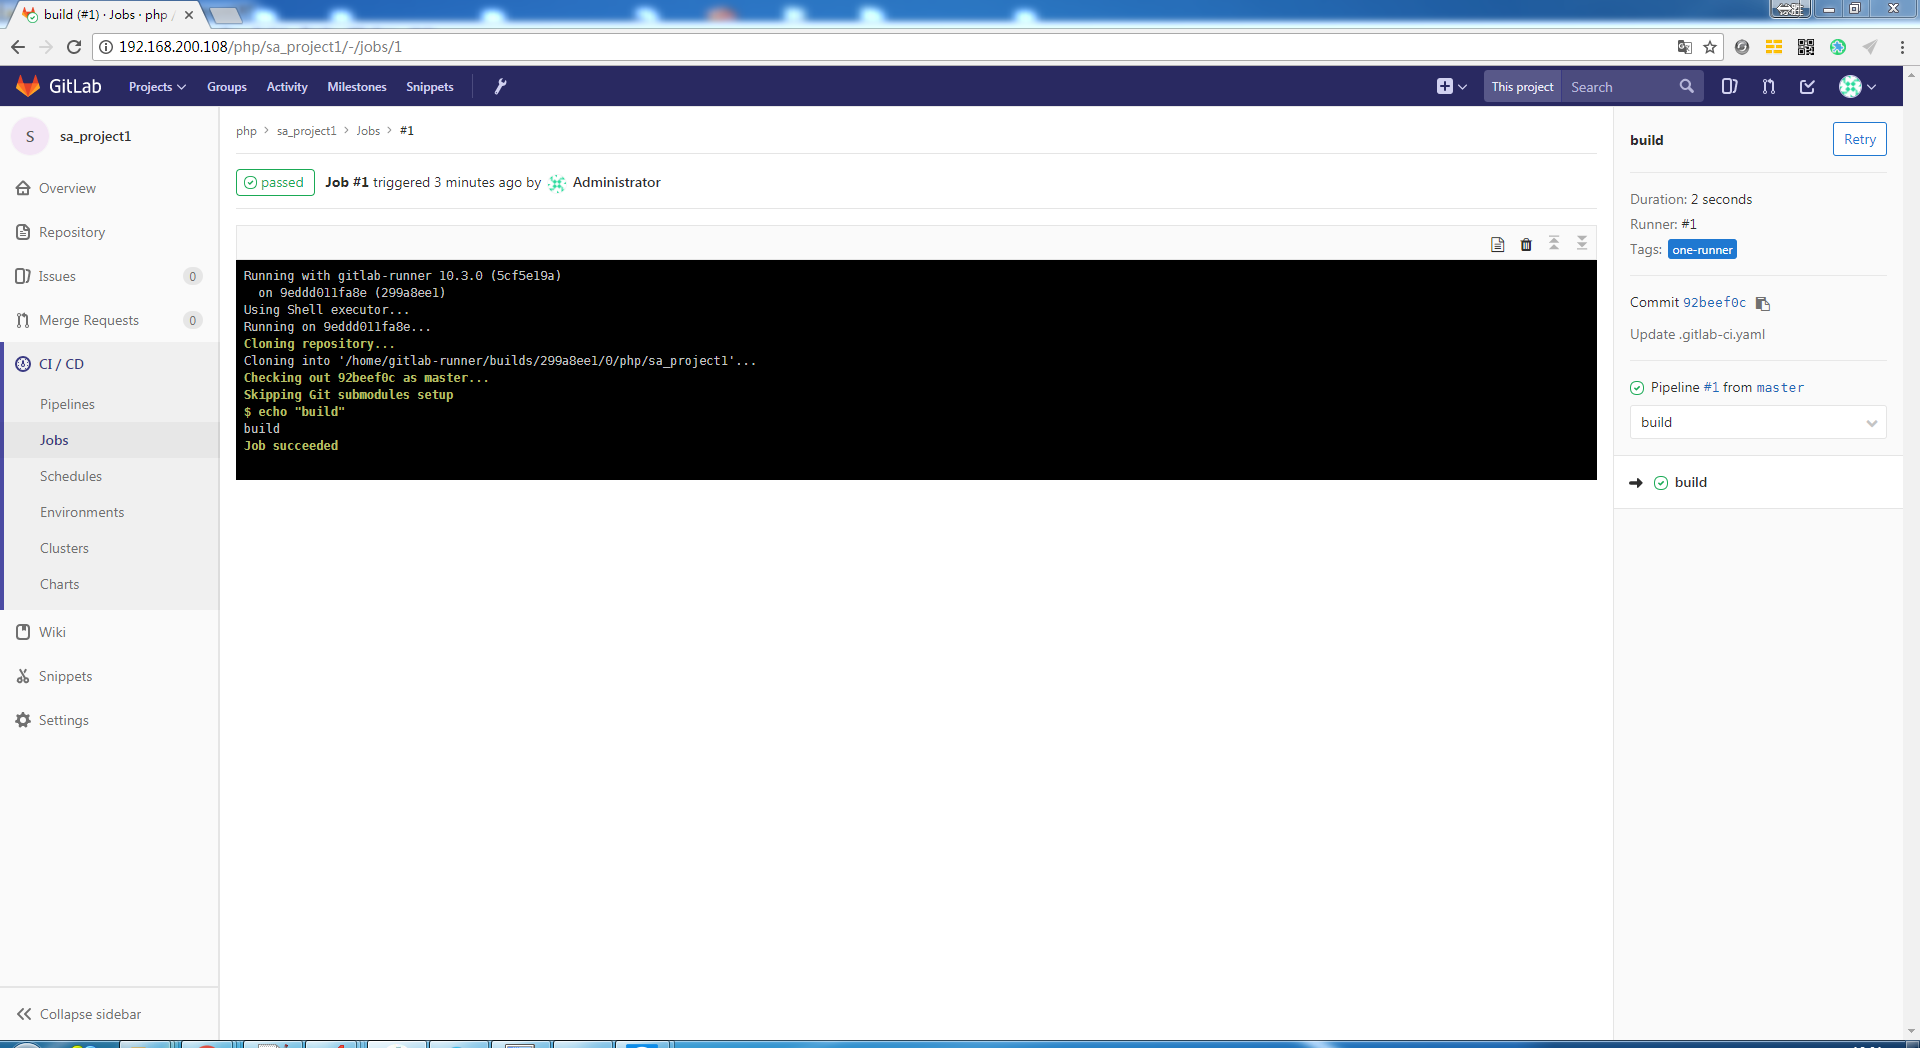 build (#1) · Jobs · php /
192.168.200.108/php/sa_project1/-/jobs/1
GitLab
Projects
Groups
Activity
Milestones
Snippets
This project
Search
S
sa_project1
Overview
Repository
Issues
0
Merge Requests
0
CI / CD
Pipelines
Jobs
Schedules
Environments
Clusters
Charts
Wiki
Snippets
Settings
Collapse sidebar
php > sa_project1 > Jobs > #1
passed
Job #1 triggered 3 minutes ago by Administrator
Running with gitlab-runner 10.3.0 (5cf5e19a)
on 9eddd011fa8e (299a8ee1)
Using Shell executor...
Running on 9eddd011fa8e...
Cloning repository...
Cloning into '/home/gitlab-runner/builds/299a8ee1/0/php/sa_project1'...
Checking out 92beef0c as master...
Skipping Git submodules setup
$ echo "build"
build
Job succeeded
build
Retry
Duration: 2 seconds
Runner: #1
Tags: one-runner
Commit 92beef0c
Update .gitlab-ci.yaml
Pipeline #1 from master
build
build